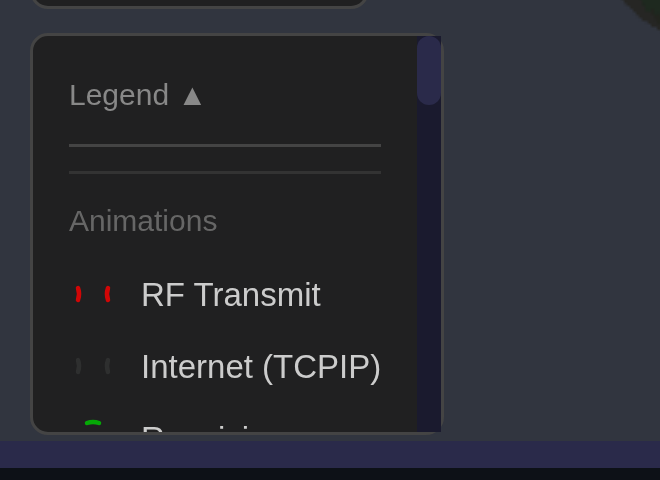 Legend ▲
Animations
RF Transmit
Internet (TCPIP)